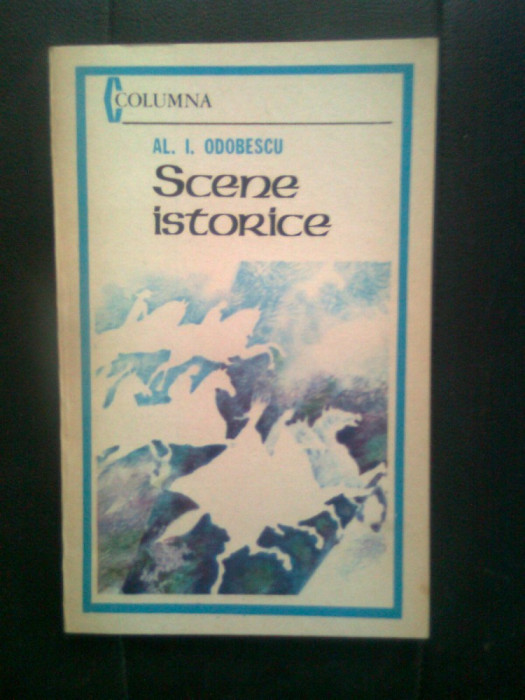 COLUMNA
AL. I. ODOBESCU
Scene
istorice